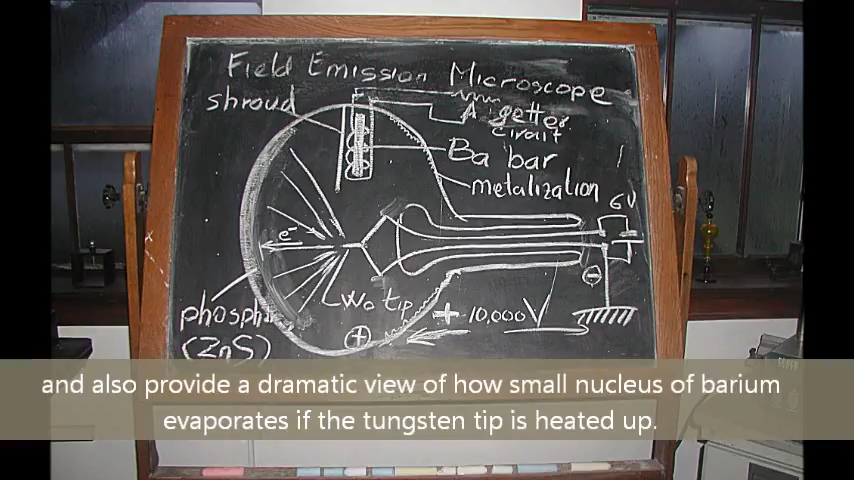 Field Emission Microscope
shroud
A getter
circuit
Ba bar
metalization
6V
e-
Wo tip
phosph
(ZnS)
+ 10,000V
+
-
and also provide a dramatic view of how small nucleus of barium
evaporates if the tungsten tip is heated up.